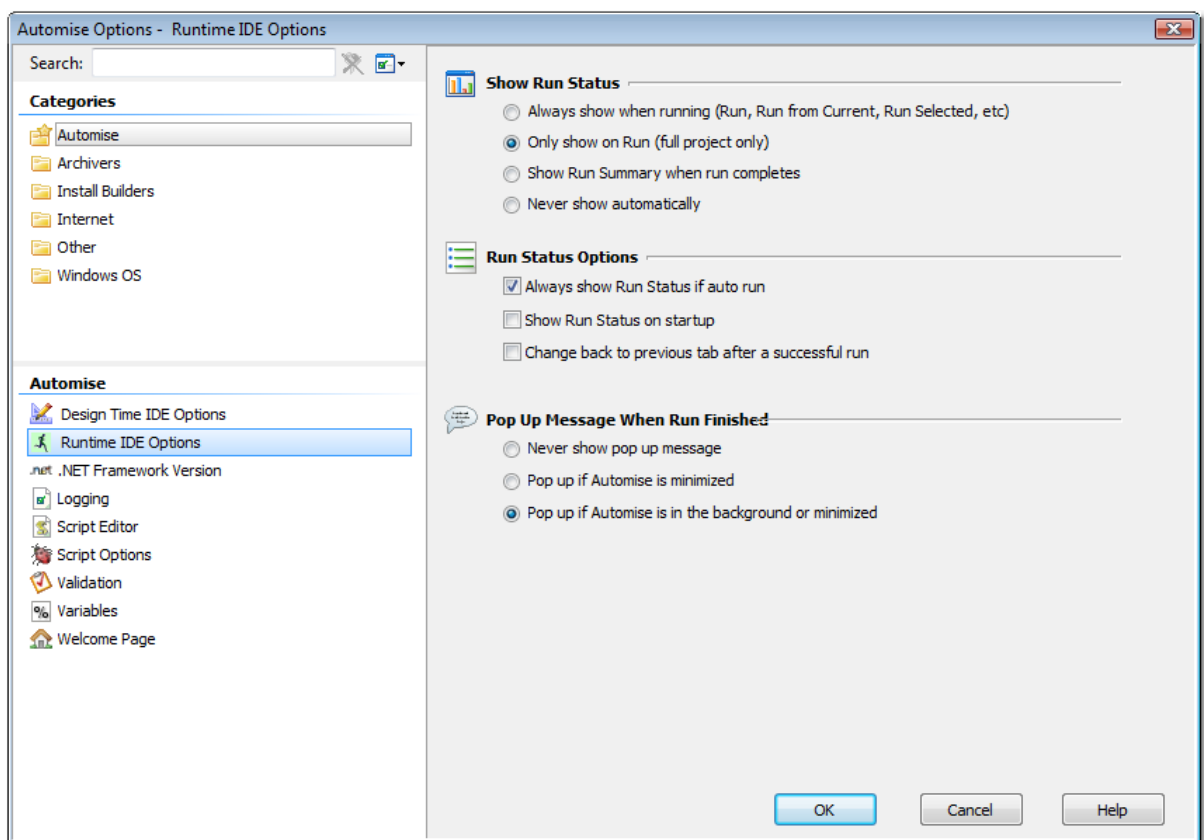 Automise Options - Runtime IDE Options
Search:
Categories
Automise
Archivers
Install Builders
Internet
Other
Windows OS
Automise
Design Time IDE Options
Runtime IDE Options
.net .NET Framework Version
Logging
Script Editor
Script Options
Validation
% Variables
Welcome Page
Show Run Status
Always show when running (Run, Run from Current, Run Selected, etc)
Only show on Run (full project only)
Show Run Summary when run completes
Never show automatically
Run Status Options
Always show Run Status if auto run
Show Run Status on startup
Change back to previous tab after a successful run
Pop Up Message When Run Finished
Never show pop up message
Pop up if Automise is minimized
Pop up if Automise is in the background or minimized
OK Cancel Help